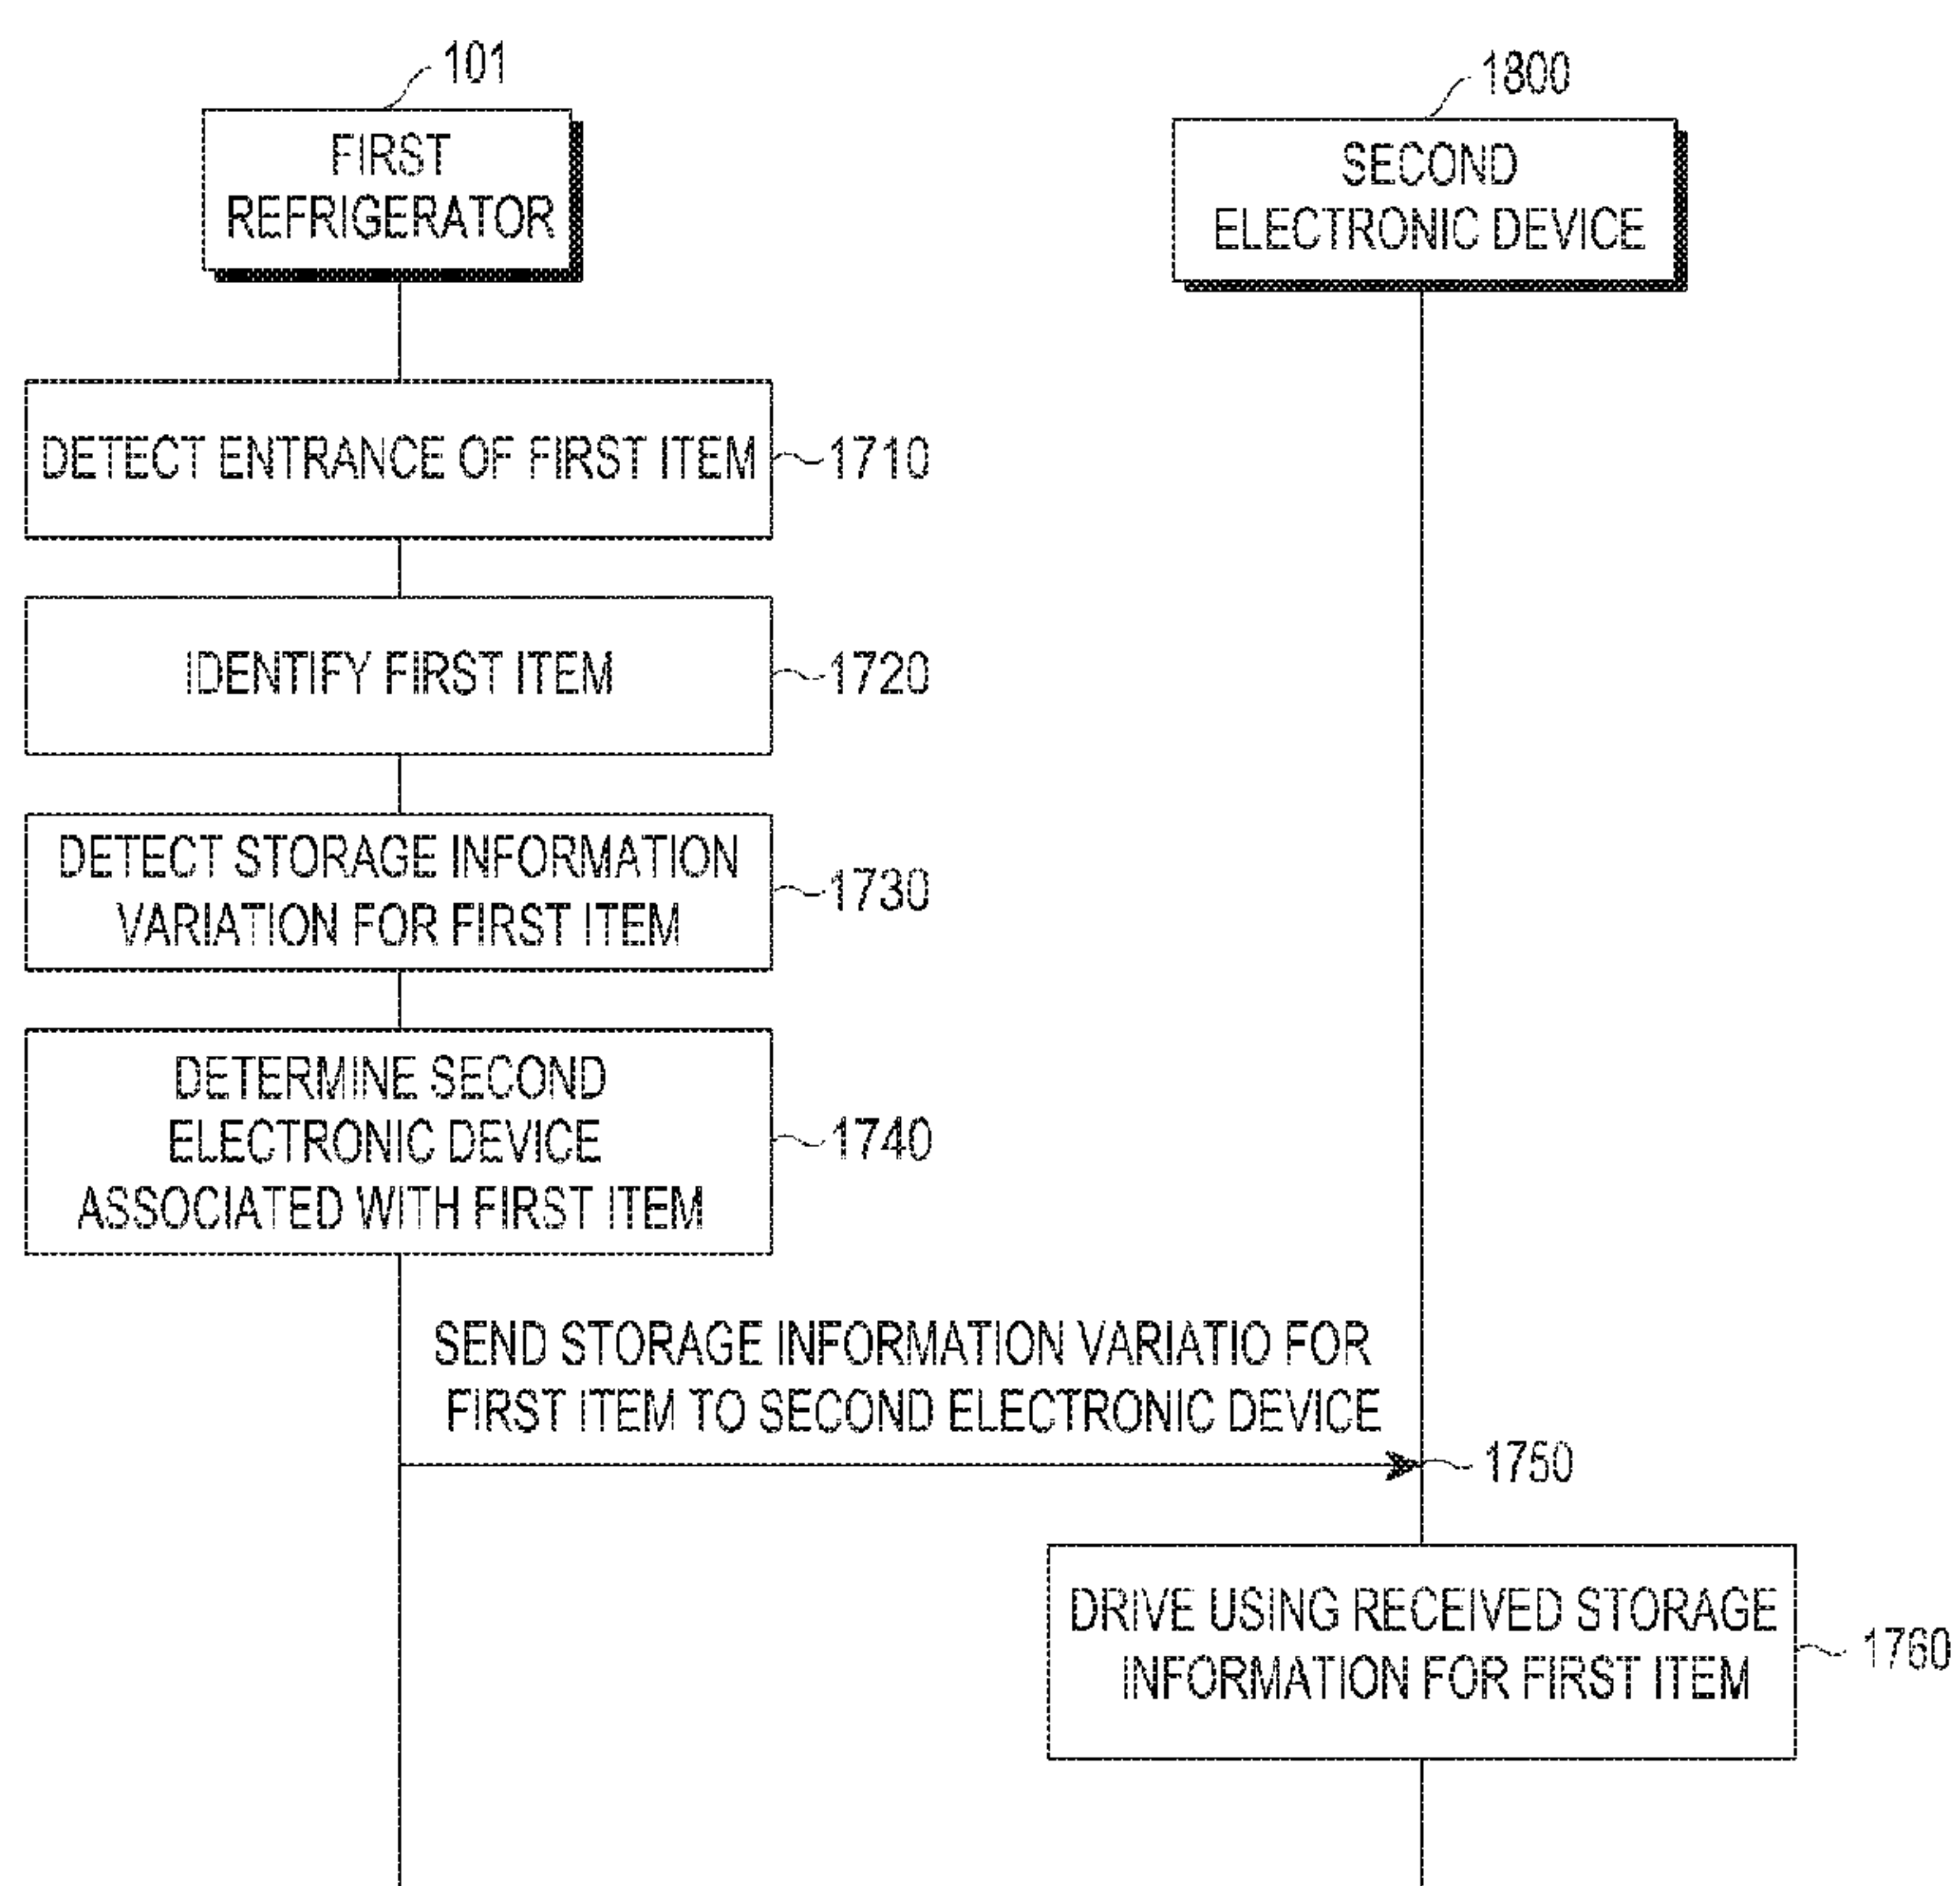 101
FIRST
REFRIGERATOR
1800
SECOND
ELECTRONIC DEVICE
DETECT ENTRANCE OF FIRST ITEM
1710
IDENTIFY FIRST ITEM
1720
DETECT STORAGE INFORMATION
VARIATION FOR FIRST ITEM
1730
DETERMINE SECOND
ELECTRONIC DEVICE
ASSOCIATED WITH FIRST ITEM
1740
SEND STORAGE INFORMATION VARIATIO FOR
FIRST ITEM TO SECOND ELECTRONIC DEVICE
1750
DRIVE USING RECEIVED STORAGE
INFORMATION FOR FIRST ITEM
1760